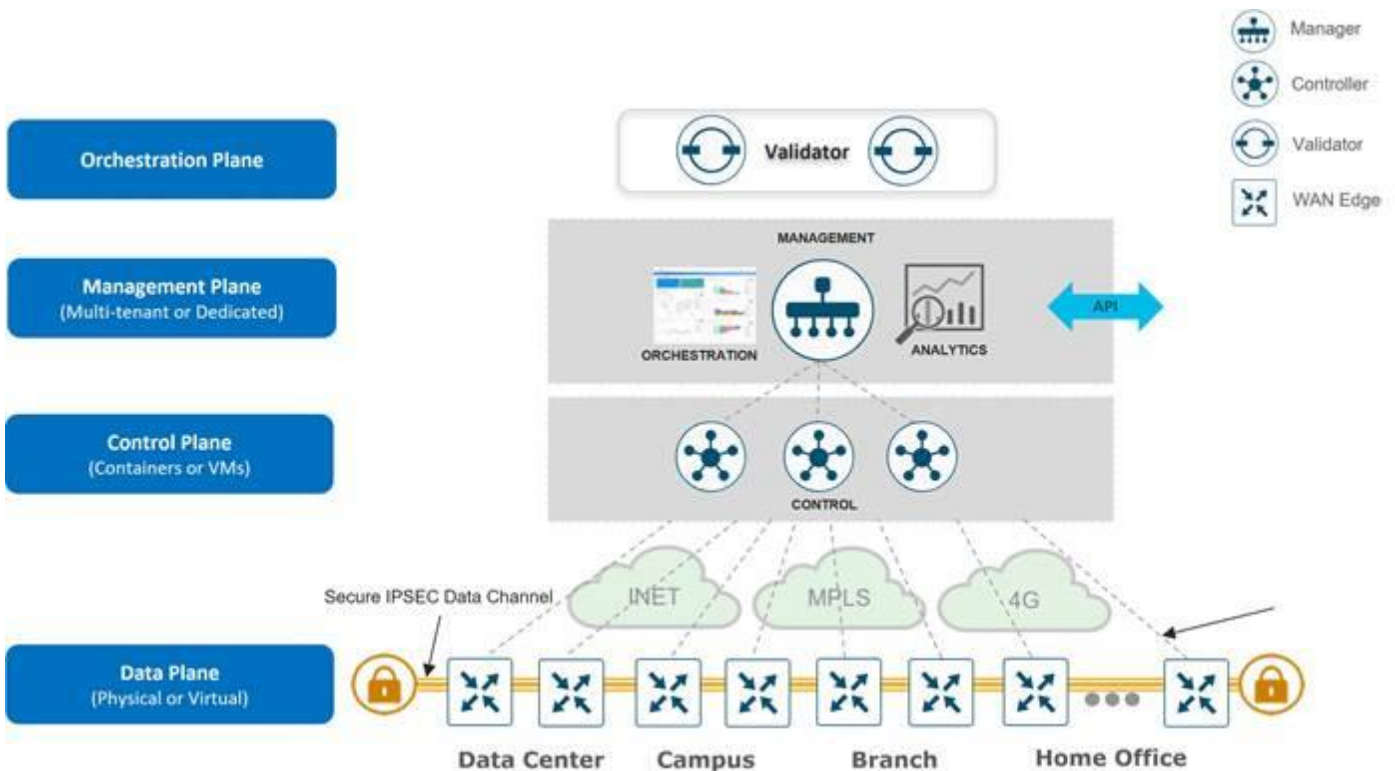 Manager
Controller
Validator
WAN Edge
Orchestration Plane
Validator
Management Plane
(Multi-tenant or Dedicated)
MANAGEMENT
ORCHESTRATION
ANALYTICS
API
Control Plane
(Containers or VMs)
CONTROL
INET
MPLS
4G
Secure IPSEC Data Channel
Data Plane
(Physical or Virtual)
Data Center
Campus
Branch
Home Office